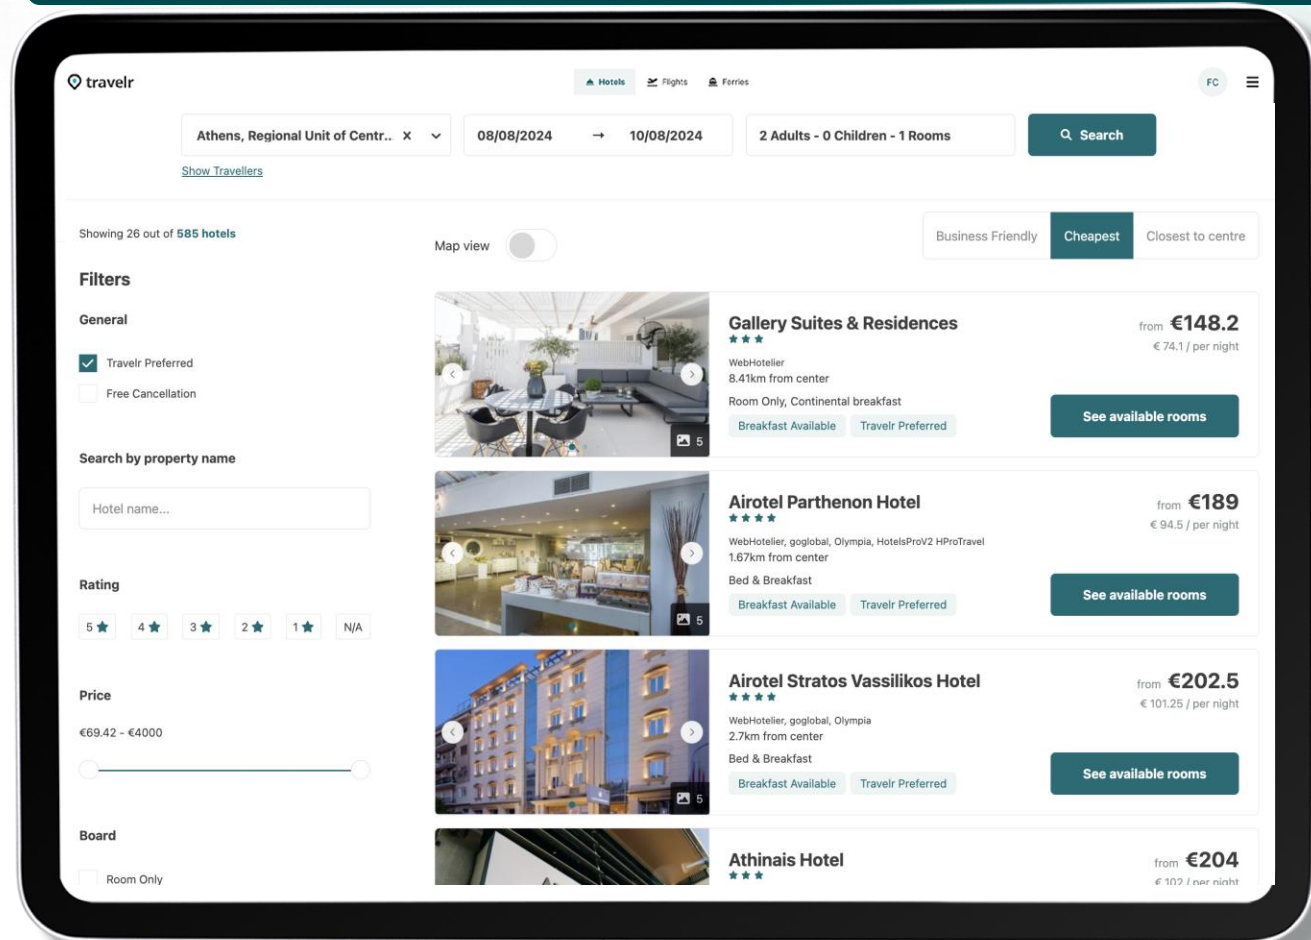 travelr
Hotels Flights Ferries
FC
Athens, Regional Unit of Centr.. X
08/08/2024 → 10/08/2024
2 Adults - 0 Children - 1 Rooms
Search
Show Travellers
Showing 26 out of 585 hotels
Map view
Business Friendly Cheapest Closest to centre
Filters
General
Travelr Preferred
Free Cancellation
Search by property name
Hotel name...
Rating
5★ 4★ 3★ 2★ 1★ N/A
Price
€69.42 - €4000
Board
Room Only
Gallery Suites & Residences
★★★
WebHotelier
8.41km from center
Room Only, Continental breakfast
Breakfast Available Travelr Preferred
from €148.2
€ 74.1 / per night
See available rooms
5
Airotel Parthenon Hotel
★★★★
WebHotelier, goglobal, Olympia, HotelsProV2 HProTravel
1.67km from center
Bed & Breakfast
Breakfast Available Travelr Preferred
from €189
€ 94.5 / per night
See available rooms
5
Airotel Stratos Vassilikos Hotel
★★★★
WebHotelier, goglobal, Olympia
2.7km from center
Bed & Breakfast
Breakfast Available Travelr Preferred
from €202.5
€ 101.25 / per night
See available rooms
5
Athinais Hotel
★★★
from €204
€ 102 / per night